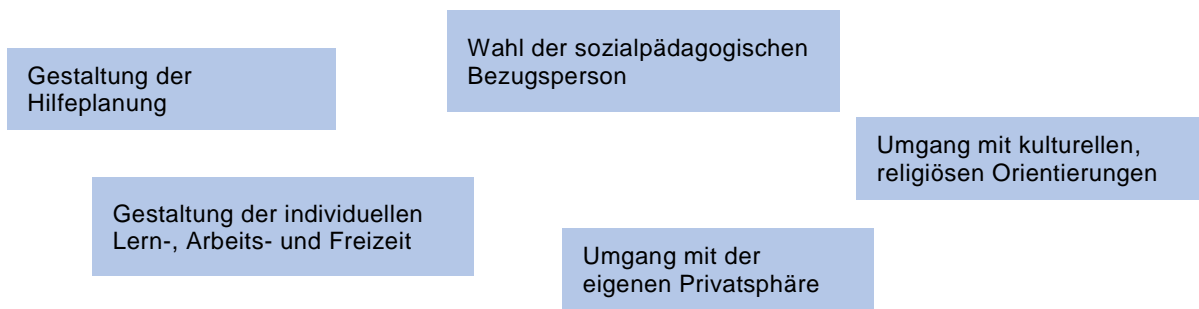 Gestaltung der
Hilfeplanung
Wahl der sozialpädagogischen
Bezugsperson
Umgang mit kulturellen,
religiösen Orientierungen
Gestaltung der individuellen
Lern-, Arbeits- und Freizeit
Umgang mit der
eigenen Privatsphäre